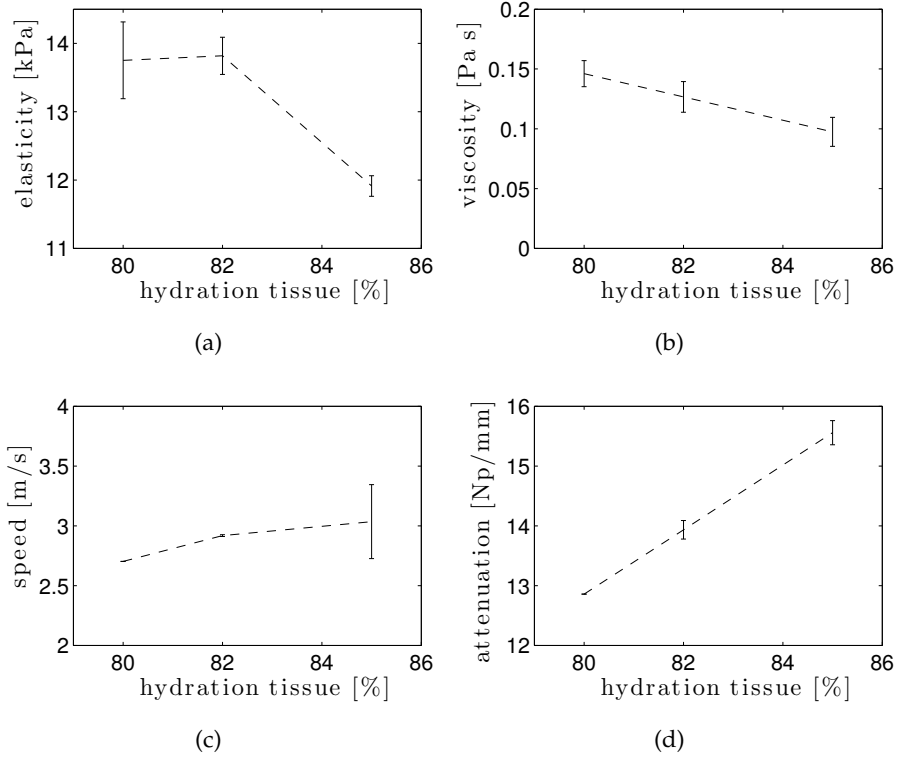 elasticity [kPa]
14
13
12
11
80 82 84 86
hydration tissue [%]
(a)
viscosity [Pa s]
0.2
0.15
0.1
0.05
0
80 82 84 86
hydration tissue [%]
(b)
speed [m/s]
4
3.5
3
2.5
2
80 82 84 86
hydration tissue [%]
(c)
attenuation [Np/mm]
16
15
14
13
12
80 82 84 86
hydration tissue [%]
(d)